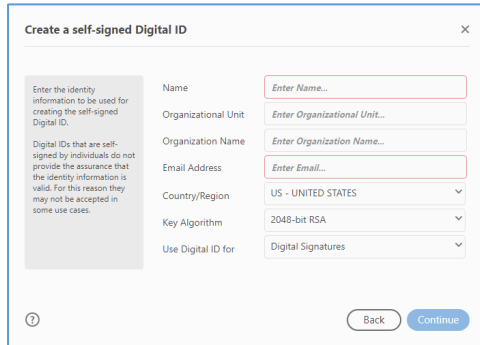 Create a self-signed Digital ID
Enter the identity
information to be used for
creating the self-signed
Digital ID.
Digital IDs that are self-
signed by individuals do not
provide the assurance that
the identity information is
valid. For this reason they
may not be accepted in
some use cases.
Name
Enter Name...
Organizational Unit
Enter Organizational Unit...
Organization Name
Enter Organization Name...
Email Address
Enter Email...
Country/Region
US - UNITED STATES
Key Algorithm
2048-bit RSA
Use Digital ID for
Digital Signatures
?
Back
Continue